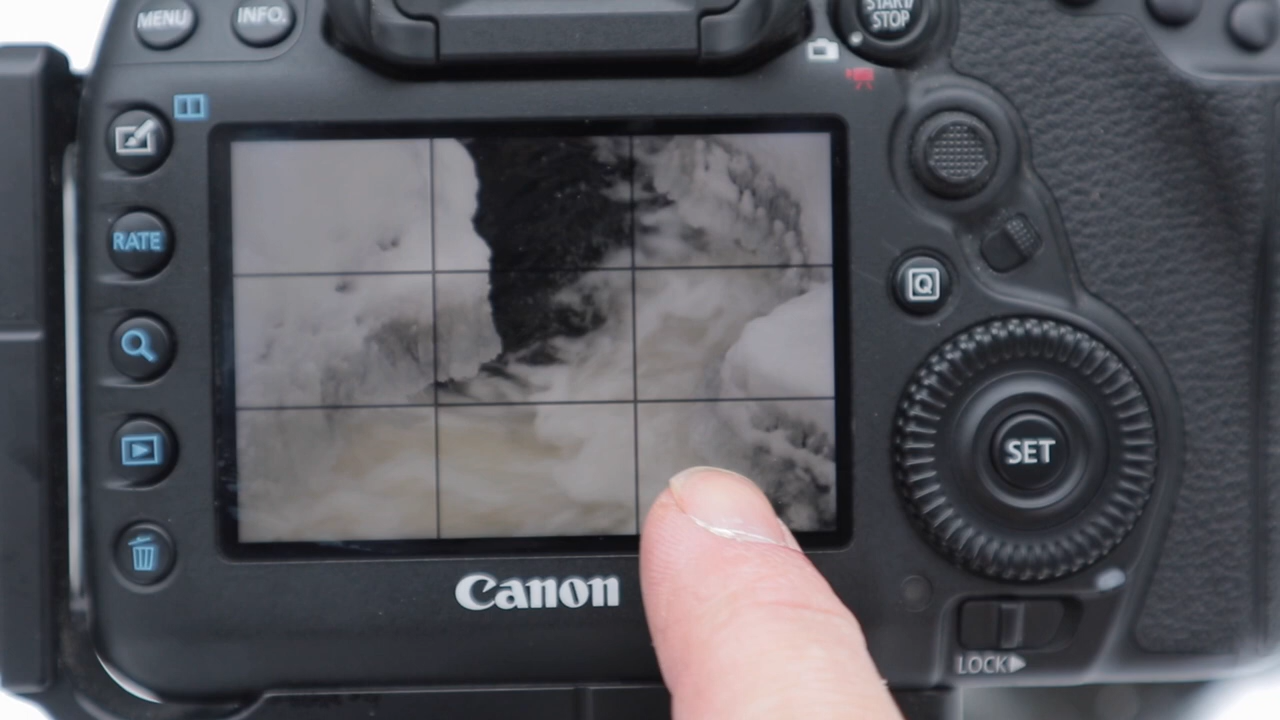 MENU
INFO.
START/
STOP
RATE
Q
SET
Canon
LOCK▶